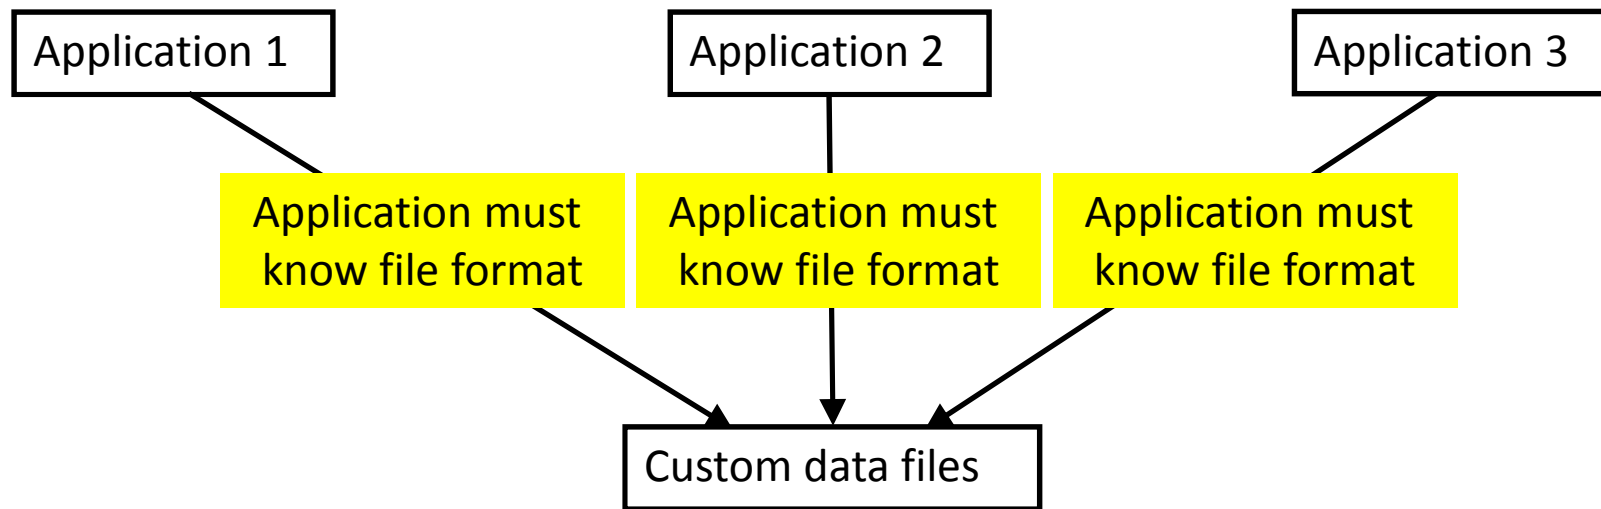 Application 1
Application 2
Application 3
Application must
know file format
Application must
know file format
Application must
know file format
Custom data files